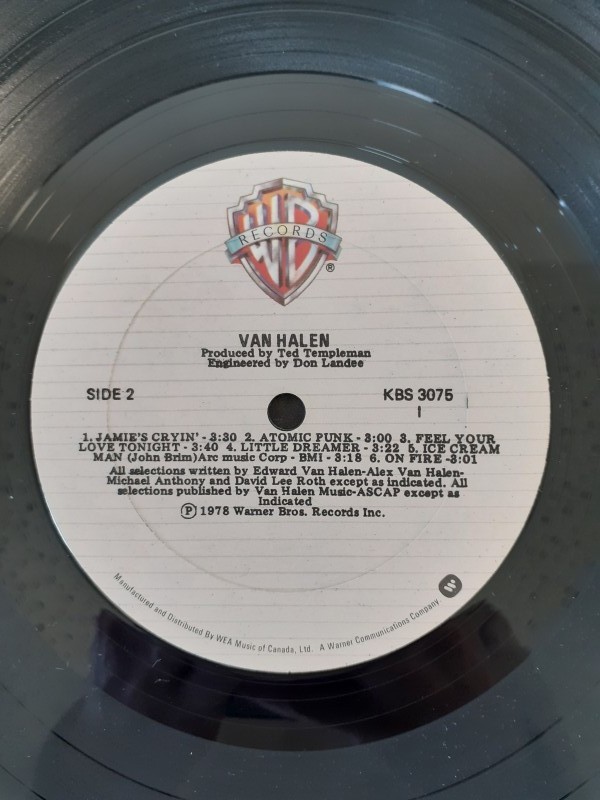 WB
RECORDS
®
VAN HALEN
Produced by Ted Templeman
Engineered by Don Landee
SIDE 2
KBS 3075
1
1. JAMIE'S CRYIN' - 3:30 2. ATOMIC PUNK - 3:00 3. FEEL YOUR
LOVE TONIGHT - 3:40 4. LITTLE DREAMER - 3:22 5. ICE CREAM
MAN (John Brim) Arc music Corp - BMI - 3:18 6. ON FIRE -3:01
All selections written by Edward Van Halen-Alex Van Halen-
Michael Anthony and David Lee Roth except as indicated. All
selections published by Van Halen Music-ASCAP except as
Indicated
Ⓟ 1978 Warner Bros. Records Inc.
Manufactured and Distributed By WEA Music of Canada, Ltd. A Warner Communications Company.